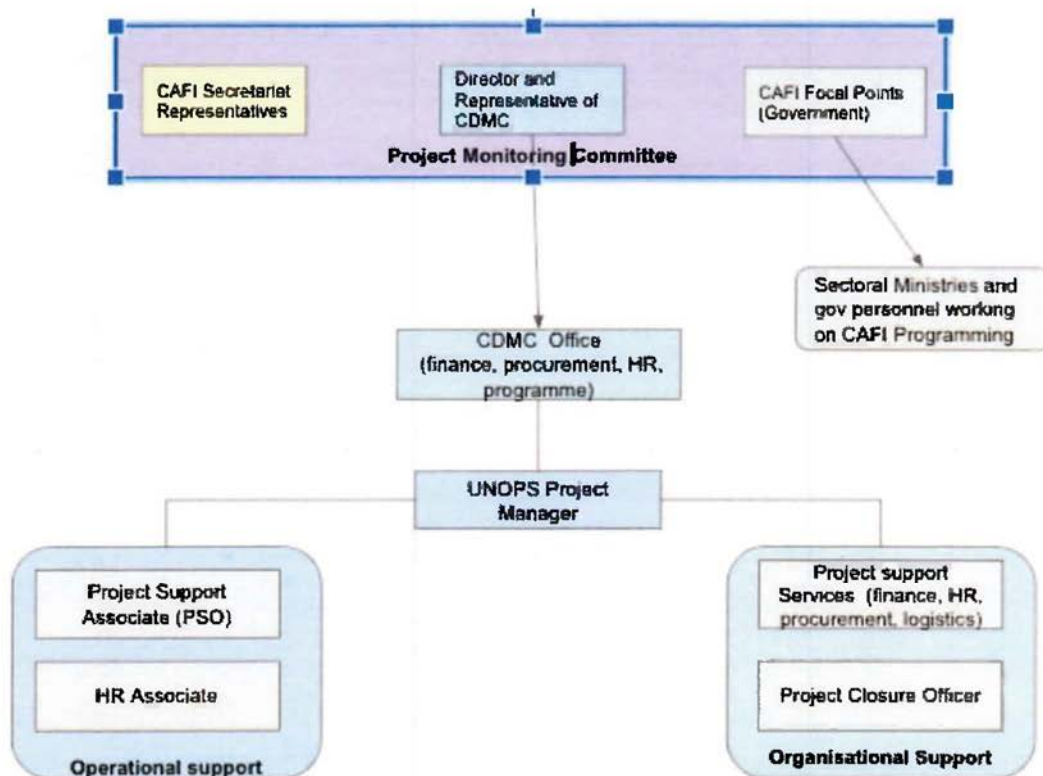 CAFI Secretariat
Representatives
Director and
Representative of
CDMC
CAFI Focal Points
(Government)
Project Monitoring Committee
Sectoral Ministries and
gov personnel working
on CAFI Programming
CDMC Office
(finance, procurement, HR,
programme)
UNOPS Project
Manager
Project Support
Associate (PSO)
HR Associate
Operational support
Project support
Services (finance, HR,
procurement, logistics)
Project Closure Officer
Organisational Support